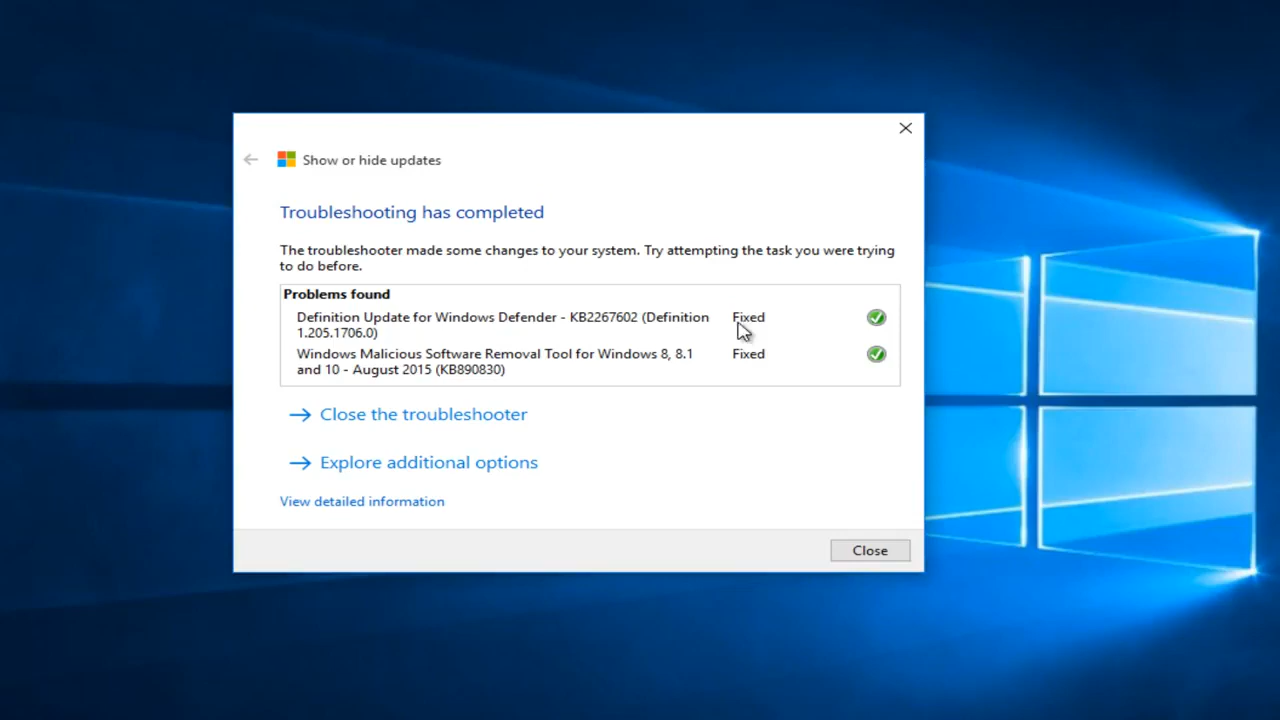 Show or hide updates
Troubleshooting has completed
The troubleshooter made some changes to your system. Try attempting the task you were trying
to do before.
Problems found
Definition Update for Windows Defender - KB2267602 (Definition Fixed
1.205.1706.0)
Windows Malicious Software Removal Tool for Windows 8, 8.1 Fixed
and 10 - August 2015 (KB890830)
Close the troubleshooter
Explore additional options
View detailed information
Close